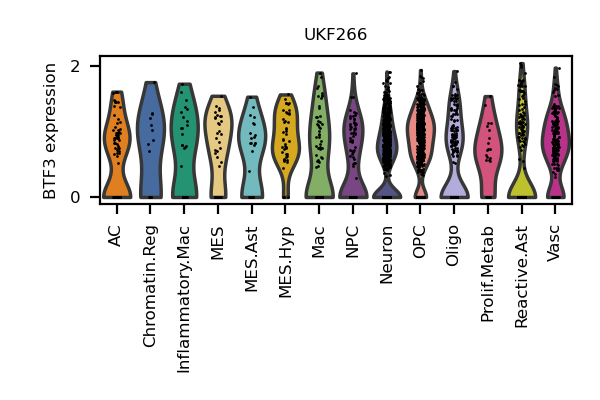 UKF266
BTF3 expression
2
0
AC
Chromatin.Reg
Inflammatory.Mac
MES
MES.Ast
MES.Hyp
Mac
NPC
Neuron
OPC
Oligo
Prolif.Metab
Reactive.Ast
Vasc